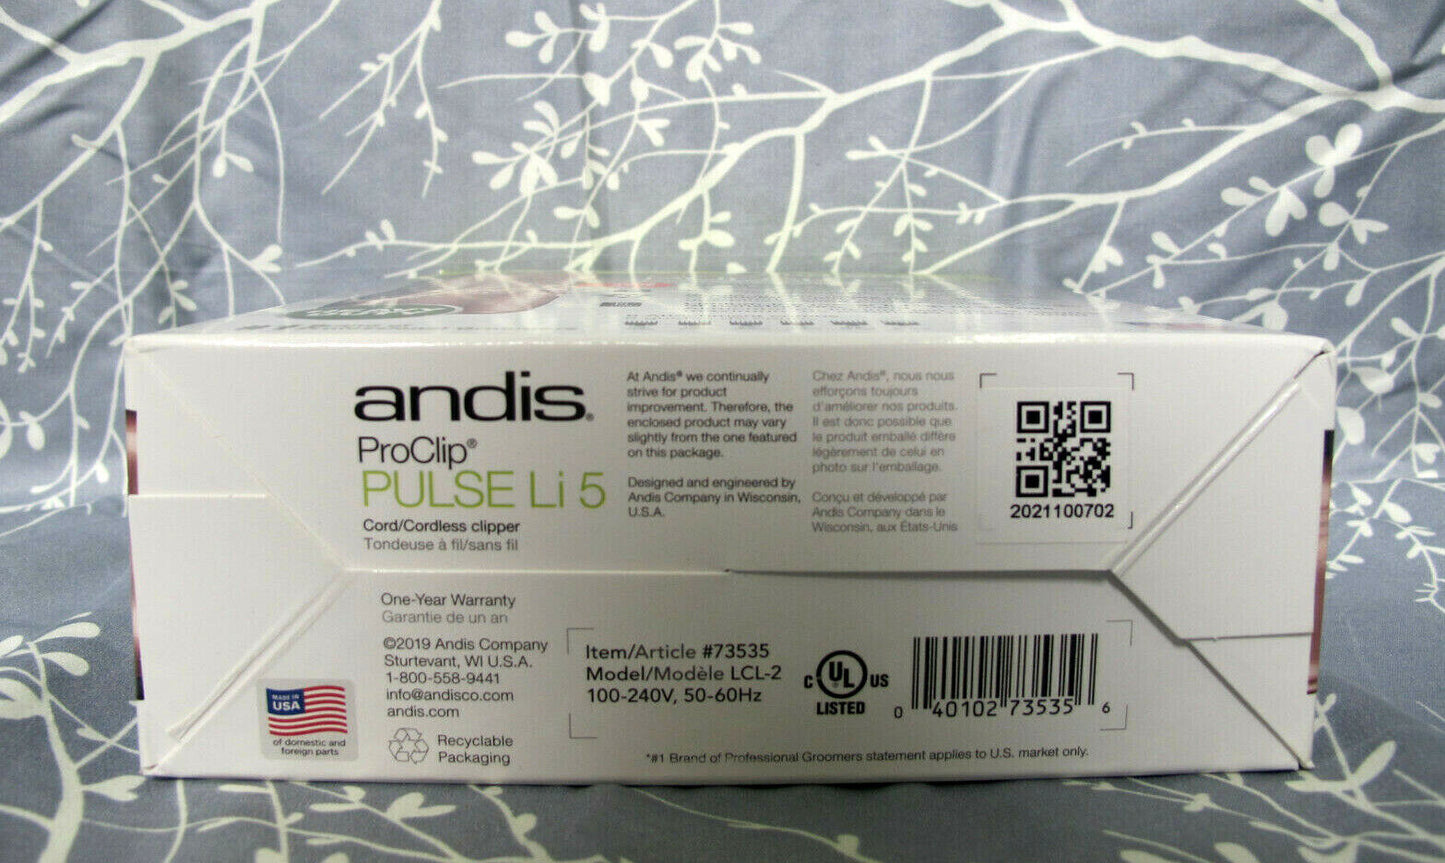 andis®
ProClip®
PULSE Li 5
Cord/Cordless clipper
Tondeuse à fil/sans fil
At Andis® we continually
strive for product
improvement. Therefore, the
enclosed product may vary
slightly from the one featured
on this package.
Designed and engineered by
Andis Company in Wisconsin,
U.S.A.
Chez Andis®, nous nous
efforçons toujours
d'améliorer nos produits.
Il est donc possible que
le produit emballé diffère
légèrement de celui en
photo sur l'emballage.
Conçu et développé par
Andis Company dans le
Wisconsin, aux États-Unis
2021100702
One-Year Warranty
Garantie de un an
©2019 Andis Company
Sturtevant, WI U.S.A.
1-800-558-9441
info@andisco.com
andis.com
MADE IN
USA
of domestic and
foreign parts
Recyclable
Packaging
Item/Article #73535
Model/Modèle LCL-2
100-240V, 50-60Hz
C UL US
LISTED
0 40102 73535 6
*#1 Brand of Professional Groomers statement applies to U.S. market only.